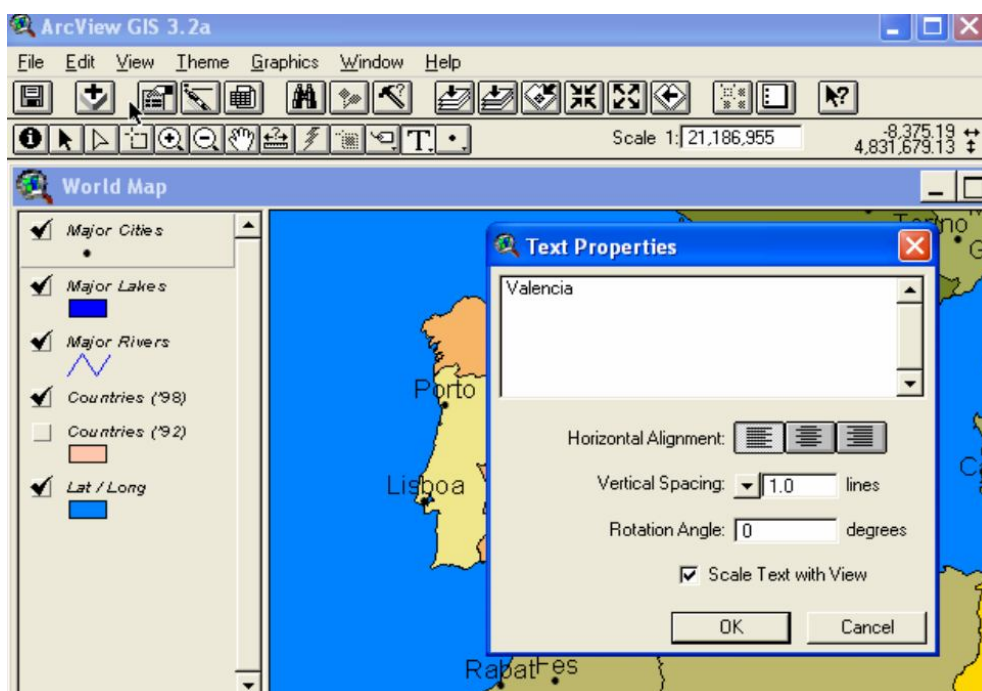 ArcView GIS 3.2a
File Edit View Theme Graphics Window Help
Scale 1: 21,186,955
-8,375.19
4,831,679.13
World Map
Major Cities
Major Lakes
Major Rivers
Countries ('98)
Countries ('92)
Lat / Long
Text Properties
Valencia
Horizontal Alignment:
Vertical Spacing: 1.0 lines
Rotation Angle: 0 degrees
Scale Text with View
OK Cancel
Porto
Lisboa
Rabat Fes